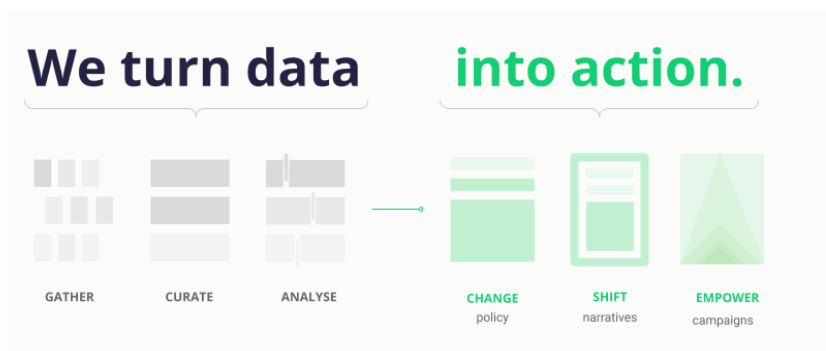 We turn data into action.
GATHER CURATE ANALYSE CHANGE SHIFT EMPOWER
policy narratives campaigns